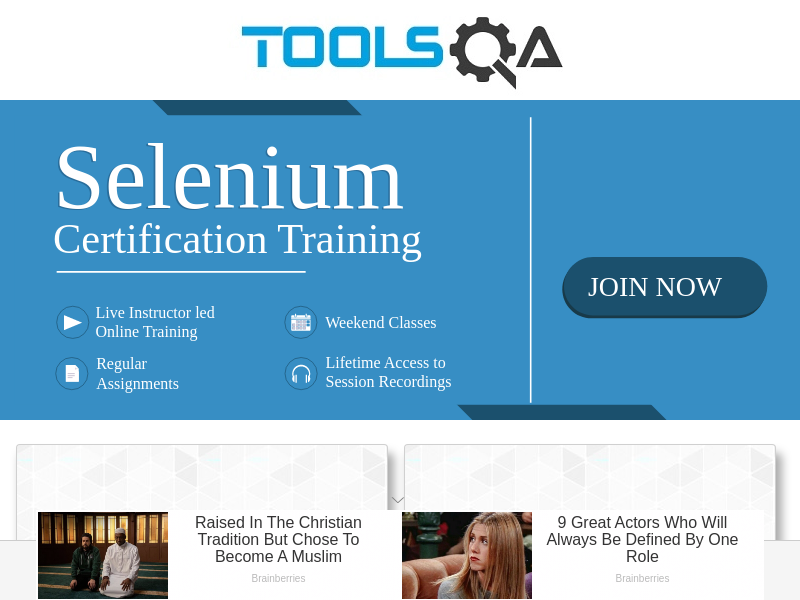 TOOLSQA
Selenium
Certification Training
JOIN NOW
Live Instructor led
Online Training
Weekend Classes
Regular
Assignments
Lifetime Access to
Session Recordings
Raised In The Christian
Tradition But Chose To
Become A Muslim
Brainberries
9 Great Actors Who Will
Always Be Defined By One
Role
Brainberries